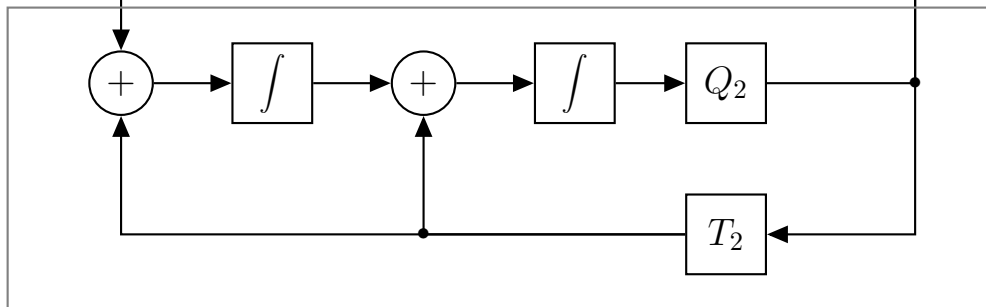 + ∫ + ∫ Q₂
T₂